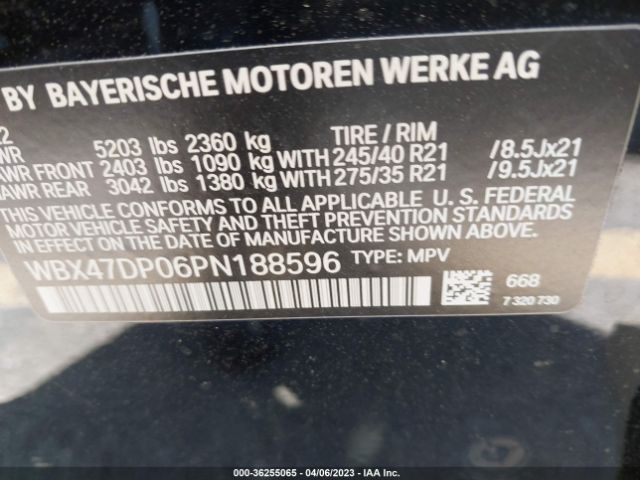 BY BAYERISCHE MOTOREN WERKE AG
5203 lbs 2360 kg TIRE / RIM
FRONT 2403 lbs 1090 kg WITH 245/40 R21 /8.5Jx21
REAR 3042 lbs 1380 kg WITH 275/35 R21 /9.5Jx21
THIS VEHICLE CONFORMS TO ALL APPLICABLE U. S. FEDERAL
MOTOR VEHICLE SAFETY AND THEFT PREVENTION STANDARDS
IN EFFECT ON THE DATE OF MANUFACTURE SHOWN ABOVE.
WBX47DP06PN188596 TYPE: MPV
668
7 320 730
000-36255065 - 04/06/2023 - IAA Inc.